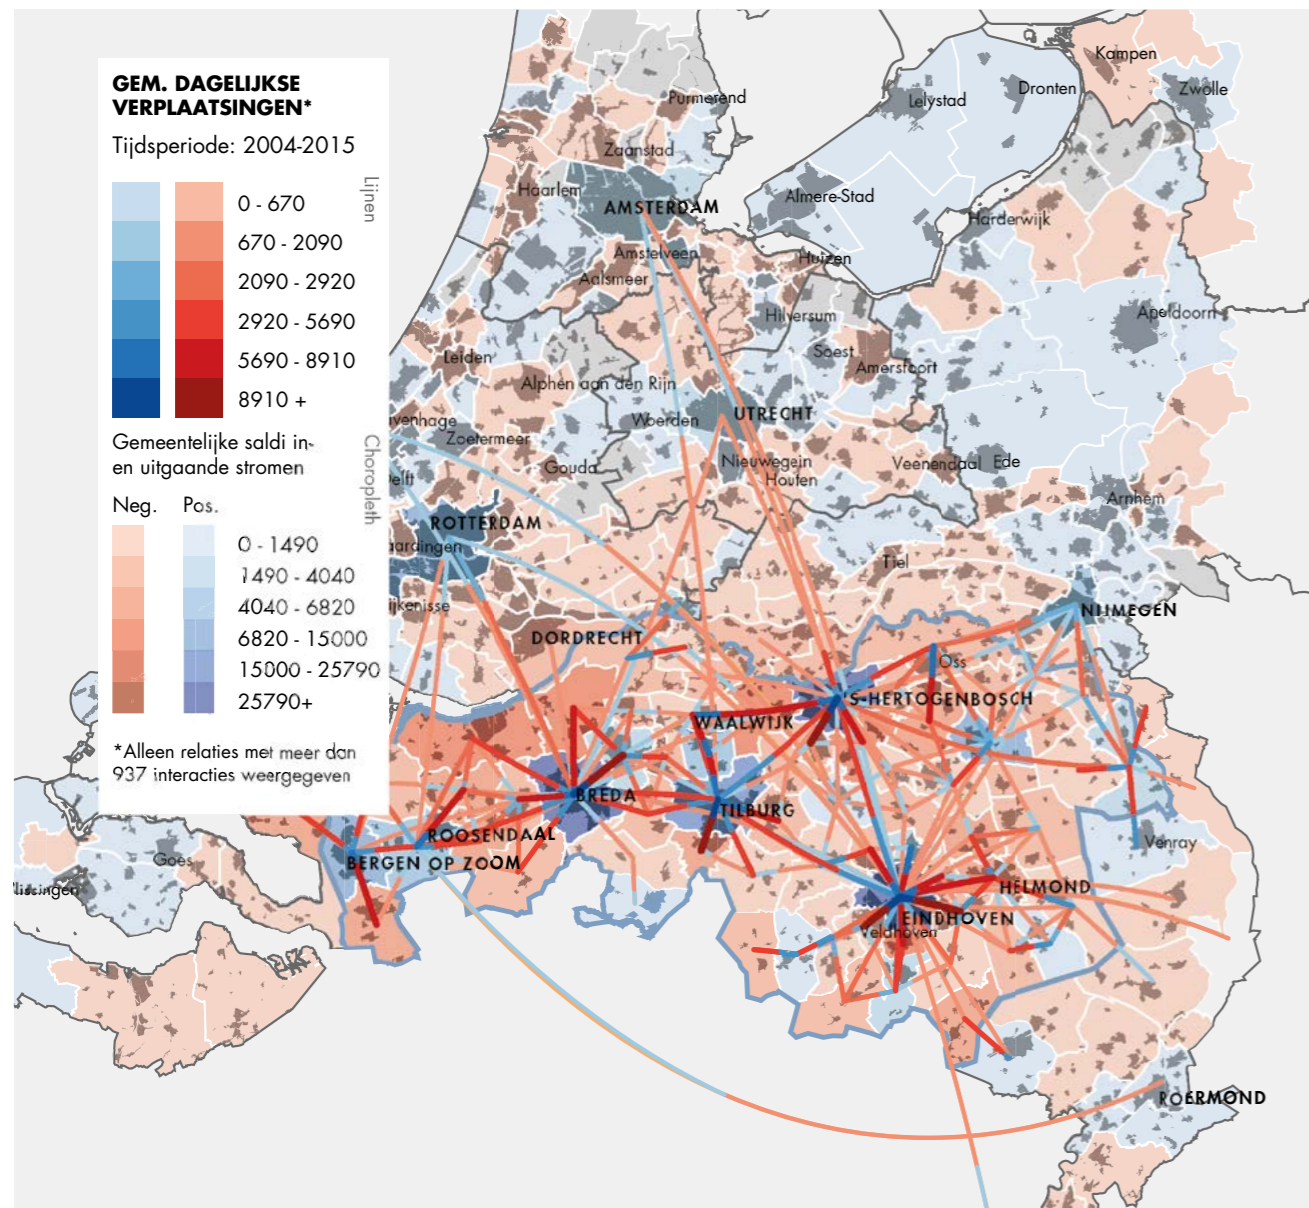 GEM. DAGELIJKSE
VERPLAATSINGEN*
Tijdsperiode: 2004-2015
Lijnen
0 - 670
670 - 2090
2090 - 2920
2920 - 5690
5690 - 8910
8910 +
Gemeentelijke saldi in-
en uitgaande stromen
Choropleth
Neg. Pos.
0 - 1490
1490 - 4040
4040 - 6820
6820 - 15000
15000 - 25790
25790+
*Alleen relaties met meer dan
937 interacties weergegeven
Kampen
Zwolle
Dronten
Lelystad
Purmerend
Zaanstad
Haarlem
AMSTERDAM
Almere-Stad
Harderwijk
Amstelveen
Huizen
Aalsmeer
Hilversum
Apeldoorn
Leiden
Soest
Amersfoort
Alphen aan den Rijn
Woerden
UTRECHT
venhage
Zoetermeer
Gouda
Nieuwegein
Houten
Veenendaal
Ede
elft
Arnhem
ROTTERDAM
aardingen
Tiel
ijkenisse
DORDRECHT
NIJMEGEN
Oss
'S-HERTOGENBOSCH
WAALWIJK
BREDA
TILBURG
ROOSENDAAL
BERGEN OP ZOOM
Goes
Venray
Vlissingen
HELMOND
EINDHOVEN
Veldhoven
ROERMOND